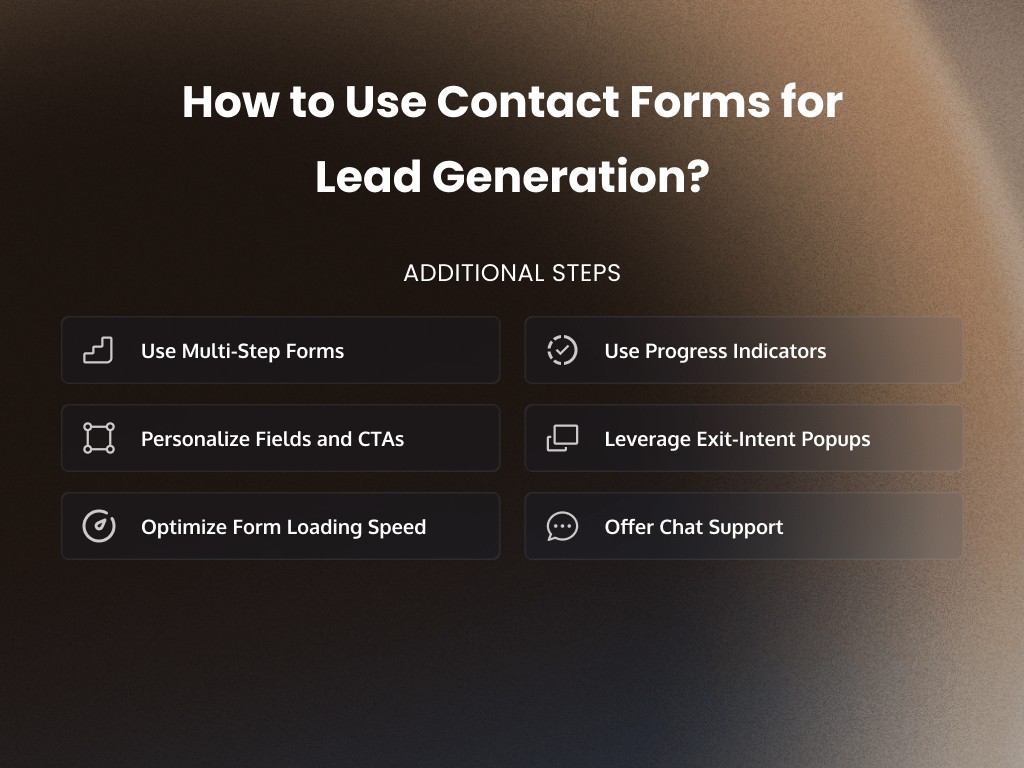 How to Use Contact Forms for
Lead Generation?
ADDITIONAL STEPS
Use Multi-Step Forms
Use Progress Indicators
Personalize Fields and CTAs
Leverage Exit-Intent Popups
Optimize Form Loading Speed
Offer Chat Support